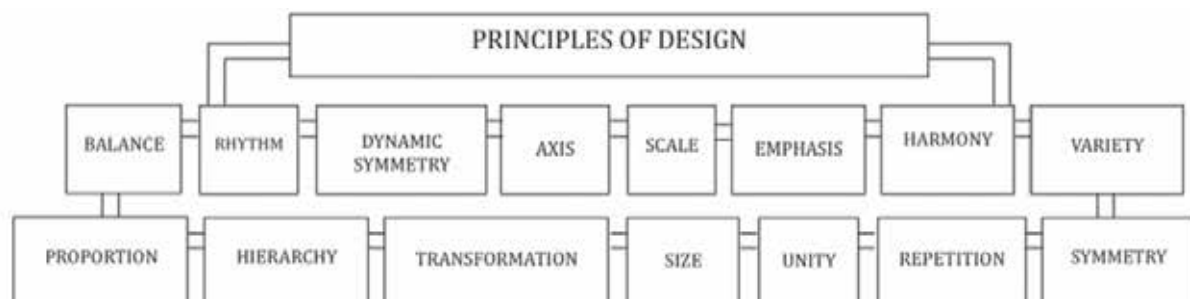 PRINCIPLES OF DESIGN
BALANCE
RHYTHM
DYNAMIC
SYMMETRY
AXIS
SCALE
EMPHASIS
HARMONY
VARIETY
PROPORTION
HIERARCHY
TRANSFORMATION
SIZE
UNITY
REPETITION
SYMMETRY